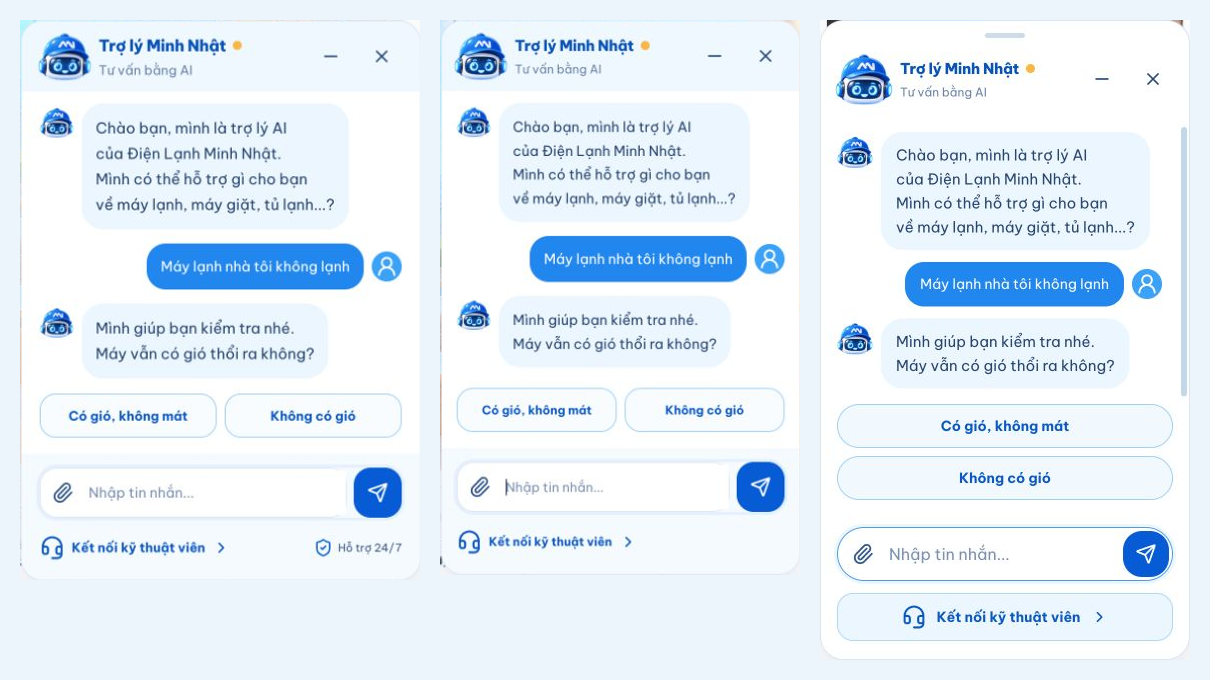 Trợ lý Minh Nhật
Tư vấn bằng AI
Chào bạn, mình là trợ lý AI
của Điện Lạnh Minh Nhật.
Mình có thể hỗ trợ gì cho bạn
về máy lạnh, máy giặt, tủ lạnh...?
Máy lạnh nhà tôi không lạnh
Mình giúp bạn kiểm tra nhé.
Máy vẫn có gió thổi ra không?
Có gió, không mát
Không có gió
Nhập tin nhắn...
Kết nối kỹ thuật viên
Hỗ trợ 24/7
Trợ lý Minh Nhật
Tư vấn bằng AI
Chào bạn, mình là trợ lý AI
của Điện Lạnh Minh Nhật.
Mình có thể hỗ trợ gì cho bạn
về máy lạnh, máy giặt, tủ lạnh...?
Máy lạnh nhà tôi không lạnh
Mình giúp bạn kiểm tra nhé.
Máy vẫn có gió thổi ra không?
Có gió, không mát
Không có gió
Nhập tin nhắn...
Kết nối kỹ thuật viên
Trợ lý Minh Nhật
Tư vấn bằng AI
Chào bạn, mình là trợ lý AI
của Điện Lạnh Minh Nhật.
Mình có thể hỗ trợ gì cho bạn
về máy lạnh, máy giặt, tủ lạnh...?
Máy lạnh nhà tôi không lạnh
Mình giúp bạn kiểm tra nhé.
Máy vẫn có gió thổi ra không?
Có gió, không mát
Không có gió
Nhập tin nhắn...
Kết nối kỹ thuật viên